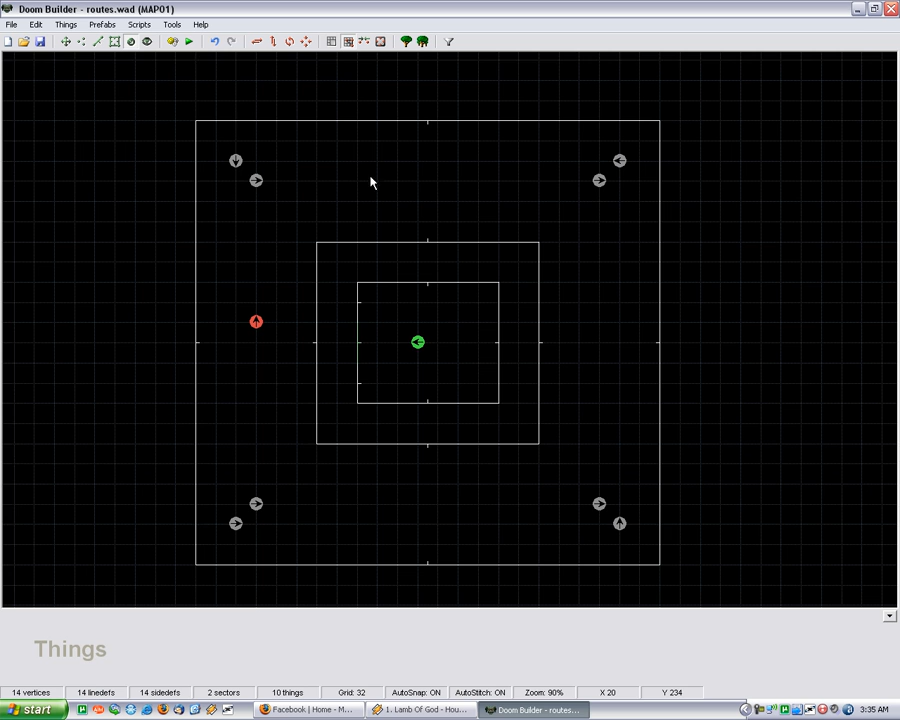 Doom Builder - routes.wad (MAP01)
File Edit Things Prefabs Scripts Tools Help
Things
14 vertices 14 linedefs 14 sidedefs 2 sectors 10 things Grid: 32 AutoSnap: ON AutoStitch: ON Zoom: 90% X 20 Y 234
start Facebook | Home - M... 1. Lamb Of God - Hou... Doom Builder - routes... 3:35 AM